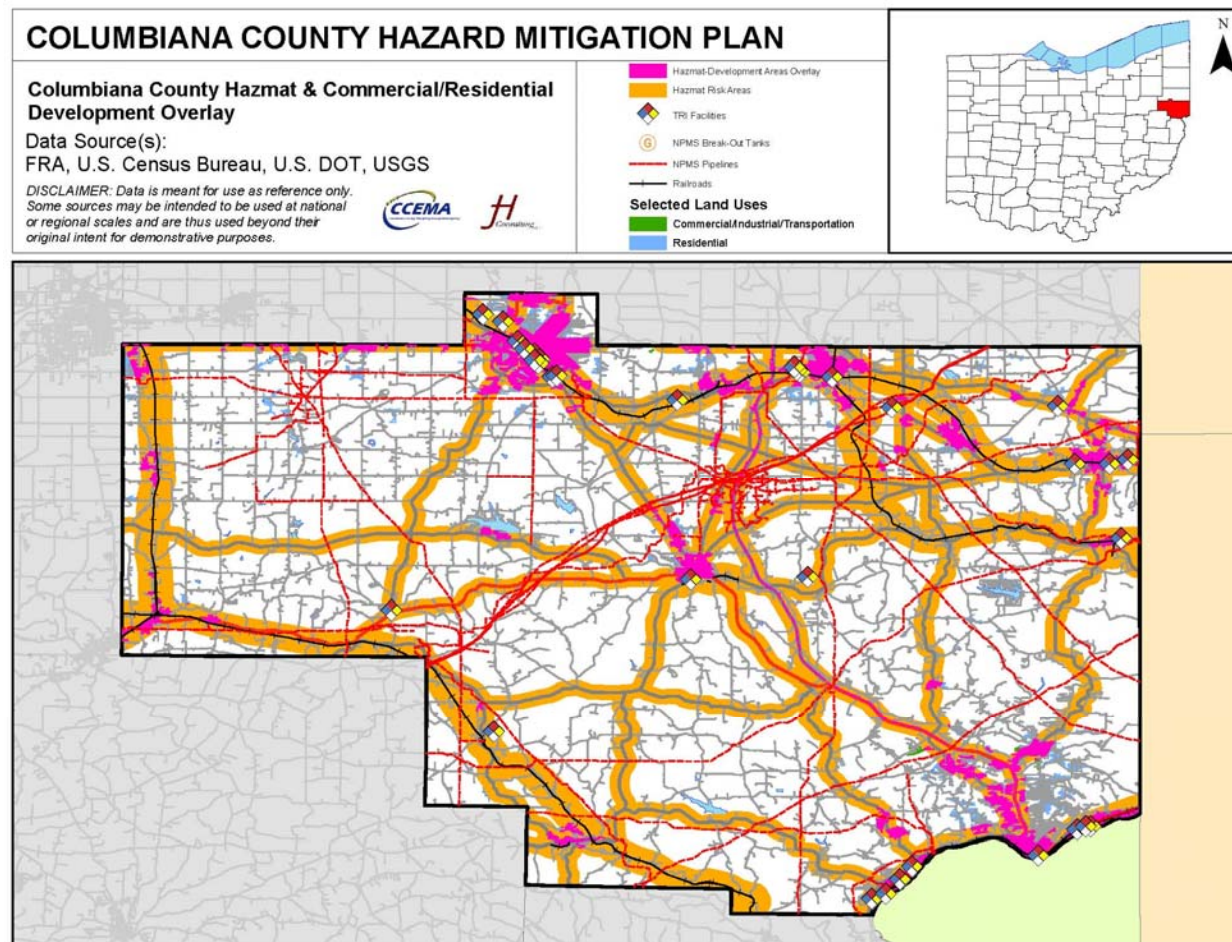 COLUMBIANA COUNTY HAZARD MITIGATION PLAN
Columbiana County Hazmat & Commercial/Residential
Development Overlay
Data Source(s):
FRA, U.S. Census Bureau, U.S. DOT, USGS
DISCLAIMER: Data is meant for use as reference only.
Some sources may be intended to be used at national
or regional scales and are thus used beyond their
original intent for demonstrative purposes.
CCEMA
JH
Consulting
Hazmat-Development Areas Overlay
Hazmat Risk Areas
TRI Facilities
G
NPMS Break-Out Tanks
NPMS Pipelines
Railroads
Selected Land Uses
Commercial/Industrial/Transportation
Residential
N